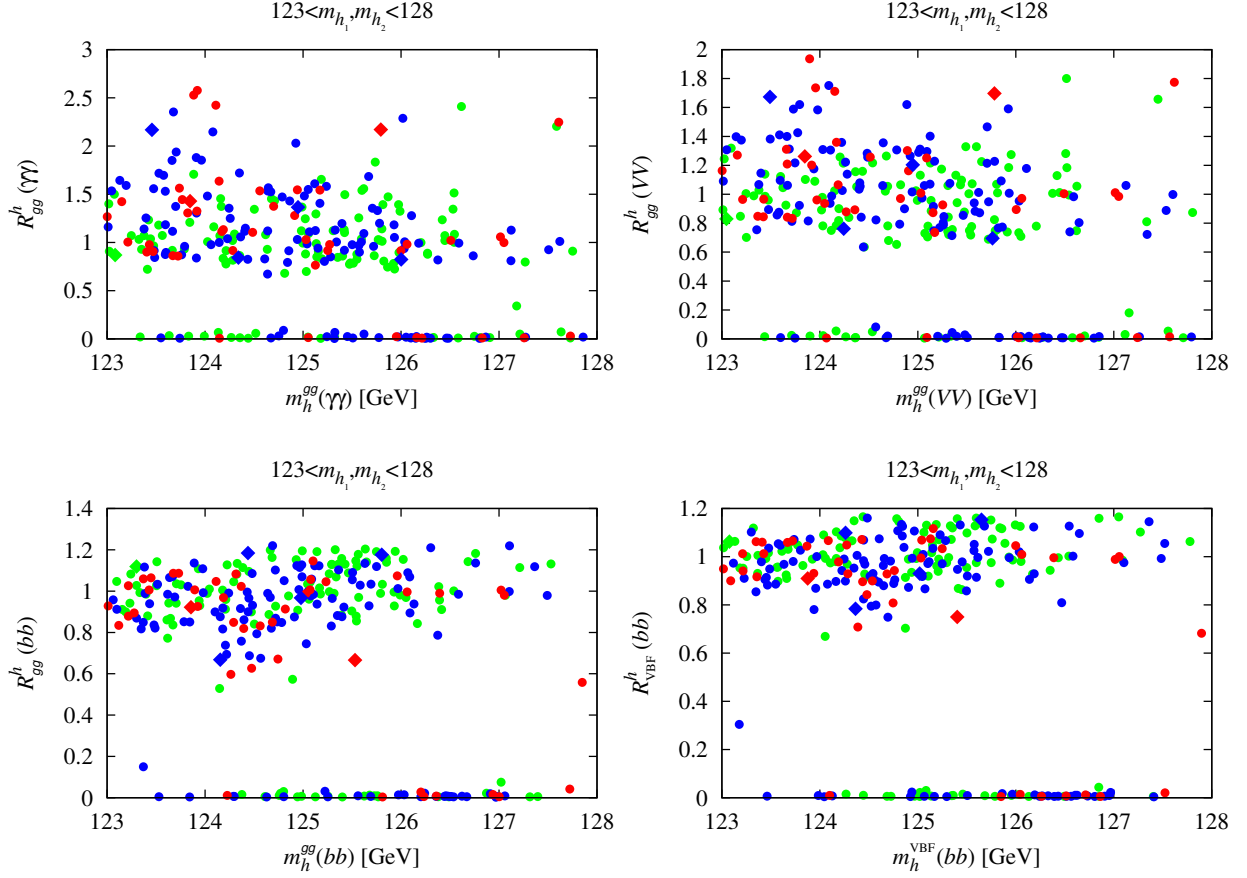 123<m_{h_1},m_{h_2}<128
3
2.5
2
1.5
1
0.5
0
R^h_{gg}(γγ)
123 124 125 126 127 128
m_h^{gg}(γγ) [GeV]
123<m_{h_1},m_{h_2}<128
2
1.8
1.6
1.4
1.2
1
0.8
0.6
0.4
0.2
0
R^h_{gg}(VV)
123 124 125 126 127 128
m_h^{gg}(VV) [GeV]
123<m_{h_1},m_{h_2}<128
1.4
1.2
1
0.8
0.6
0.4
0.2
0
R^h_{gg}(bb)
123 124 125 126 127 128
m_h^{gg}(bb) [GeV]
123<m_{h_1},m_{h_2}<128
1.2
1
0.8
0.6
0.4
0.2
0
R^h_{VBF}(bb)
123 124 125 126 127 128
m_h^{VBF}(bb) [GeV]